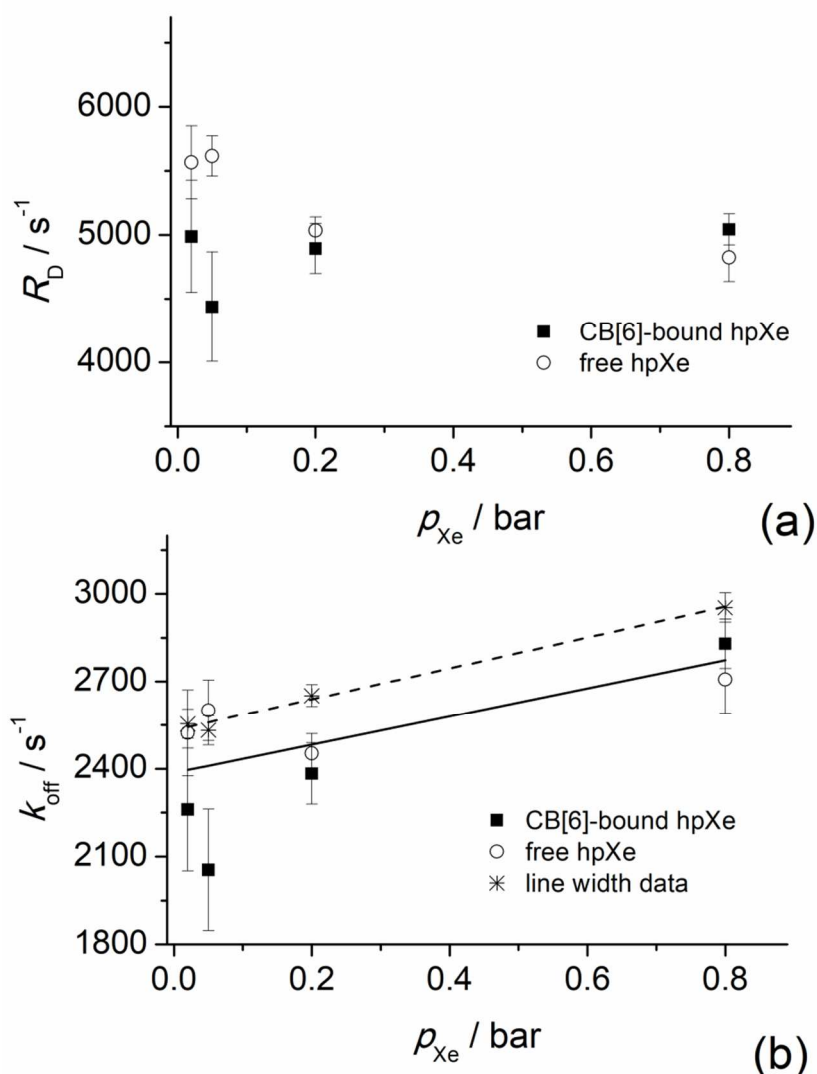 6000
5000
4000
R_D / s⁻¹
CB[6]-bound hpXe
free hpXe
0.0 0.2 0.4 0.6 0.8
p_Xe / bar
(a)
3000
2700
2400
2100
1800
k_off / s⁻¹
CB[6]-bound hpXe
free hpXe
line width data
0.0 0.2 0.4 0.6 0.8
p_Xe / bar
(b)